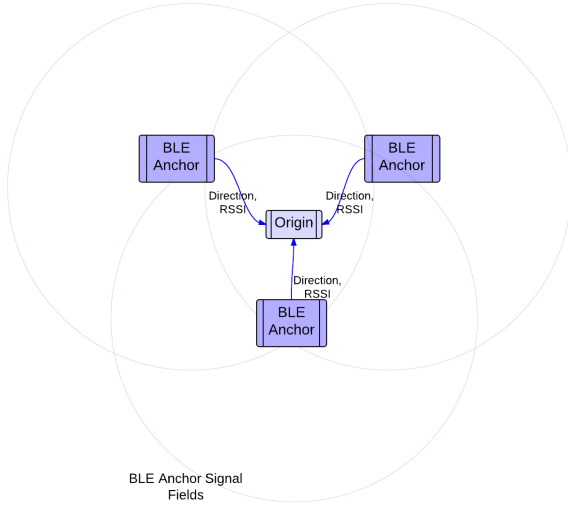 BLE
Anchor
BLE
Anchor
Direction,
RSSI
Direction,
RSSI
Origin
Direction,
RSSI
BLE
Anchor
BLE Anchor Signal
Fields